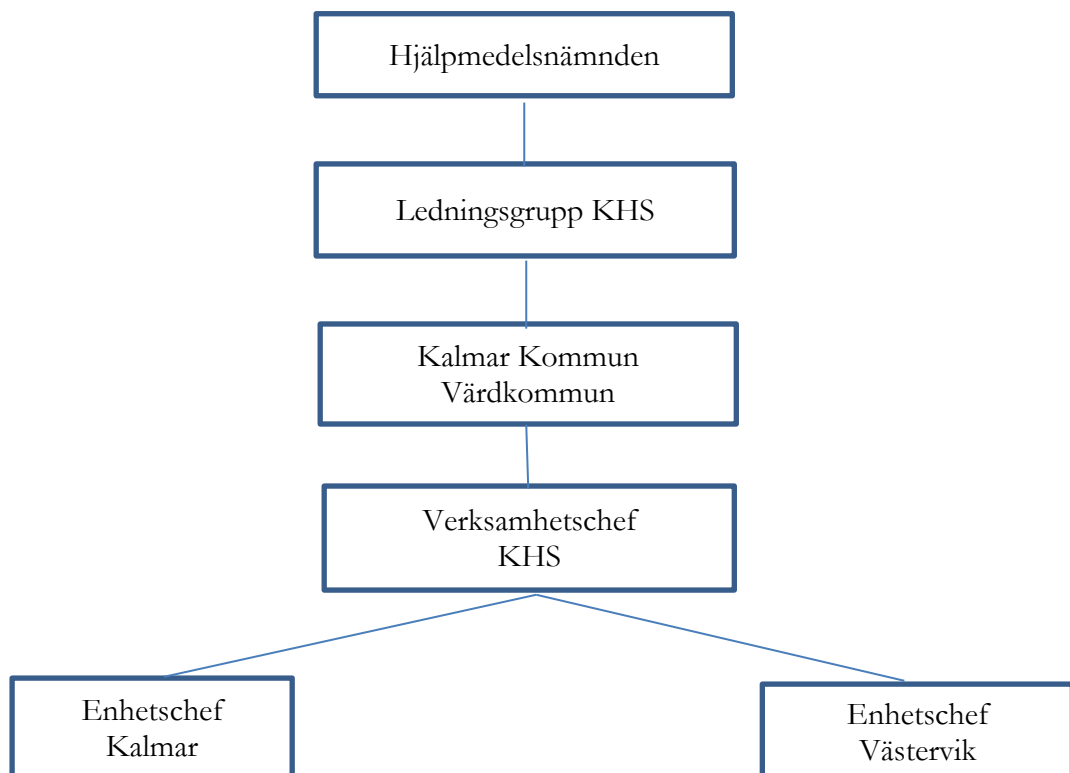 Hjälpmedelsnämnden
Ledningsgrupp KHS
Kalmar Kommun
Värdkommun
Verksamhetschef
KHS
Enhetschef
Kalmar
Enhetschef
Västervik